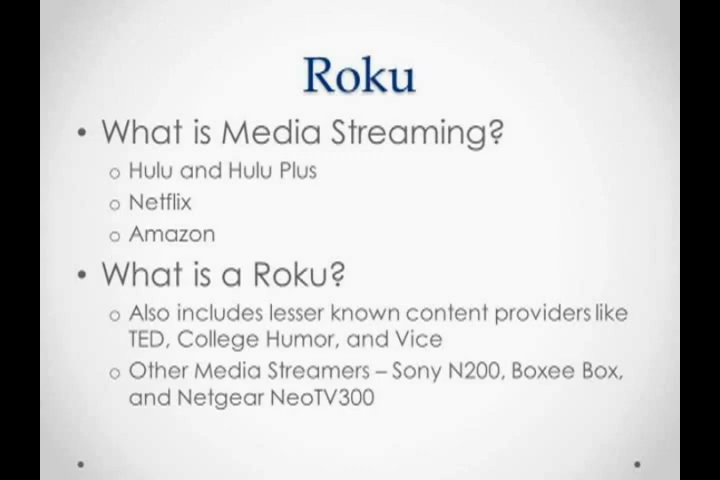 Roku
• What is Media Streaming?
o Hulu and Hulu Plus
o Netflix
o Amazon
• What is a Roku?
o Also includes lesser known content providers like
TED, College Humor, and Vice
o Other Media Streamers – Sony N200, Boxee Box,
and Netgear NeoTV300